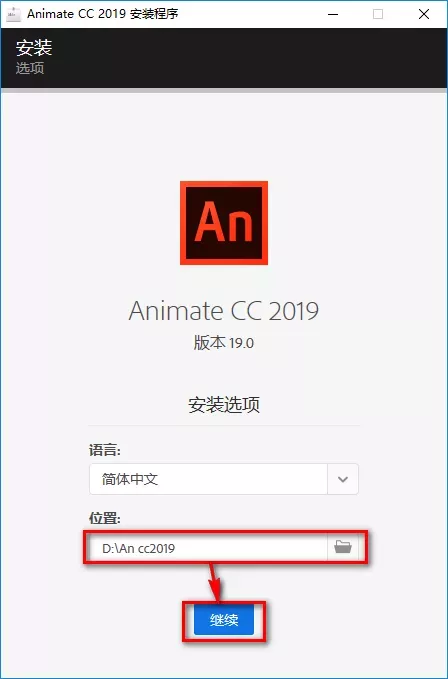 Animate CC 2019 安装程序
安装
选项
An
Animate CC 2019
版本 19.0
安装选项
语言:
简体中文
位置:
D:\An cc2019
继续